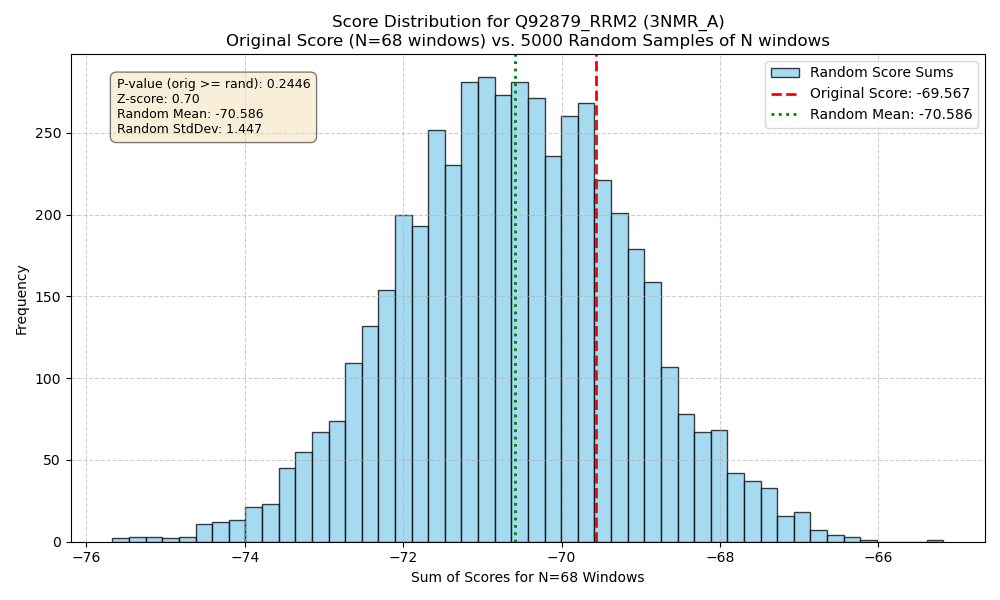 Score Distribution for Q92879_RRM2 (3NMR_A)
Original Score (N=68 windows) vs. 5000 Random Samples of N windows
P-value (orig >= rand): 0.2446
Z-score: 0.70
Random Mean: -70.586
Random StdDev: 1.447
Random Score Sums
Original Score: -69.567
Random Mean: -70.586
Frequency
250
200
150
100
50
0
−76
−74
−72
−70
−68
−66
Sum of Scores for N=68 Windows